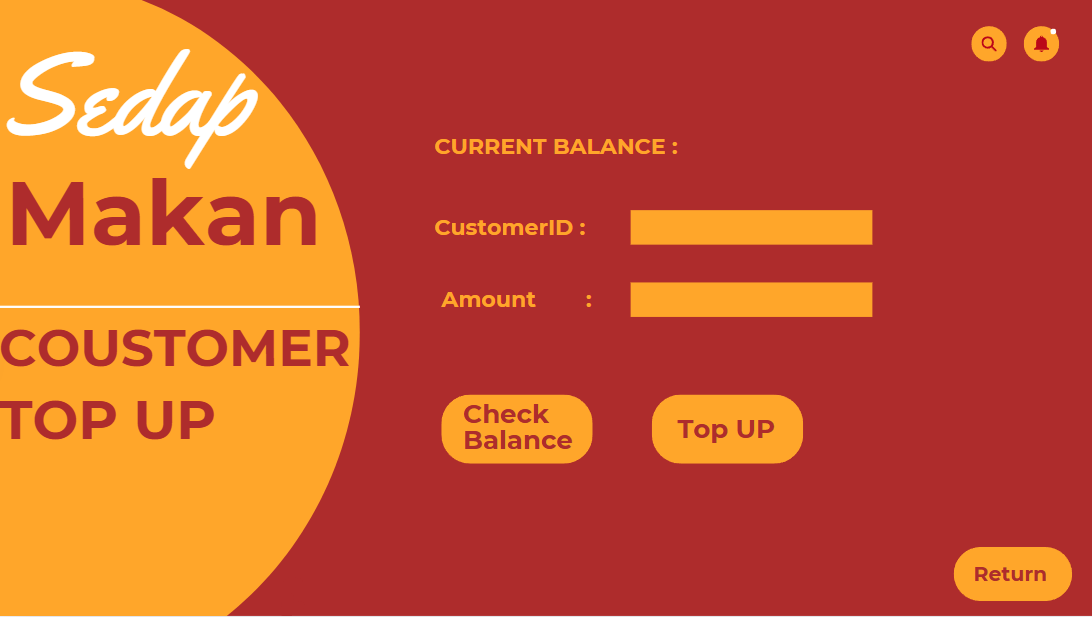 Sedap
Makan
COUSTOMER
TOP UP
CURRENT BALANCE :
CustomerID :
Amount :
Check
Balance
Top UP
Return